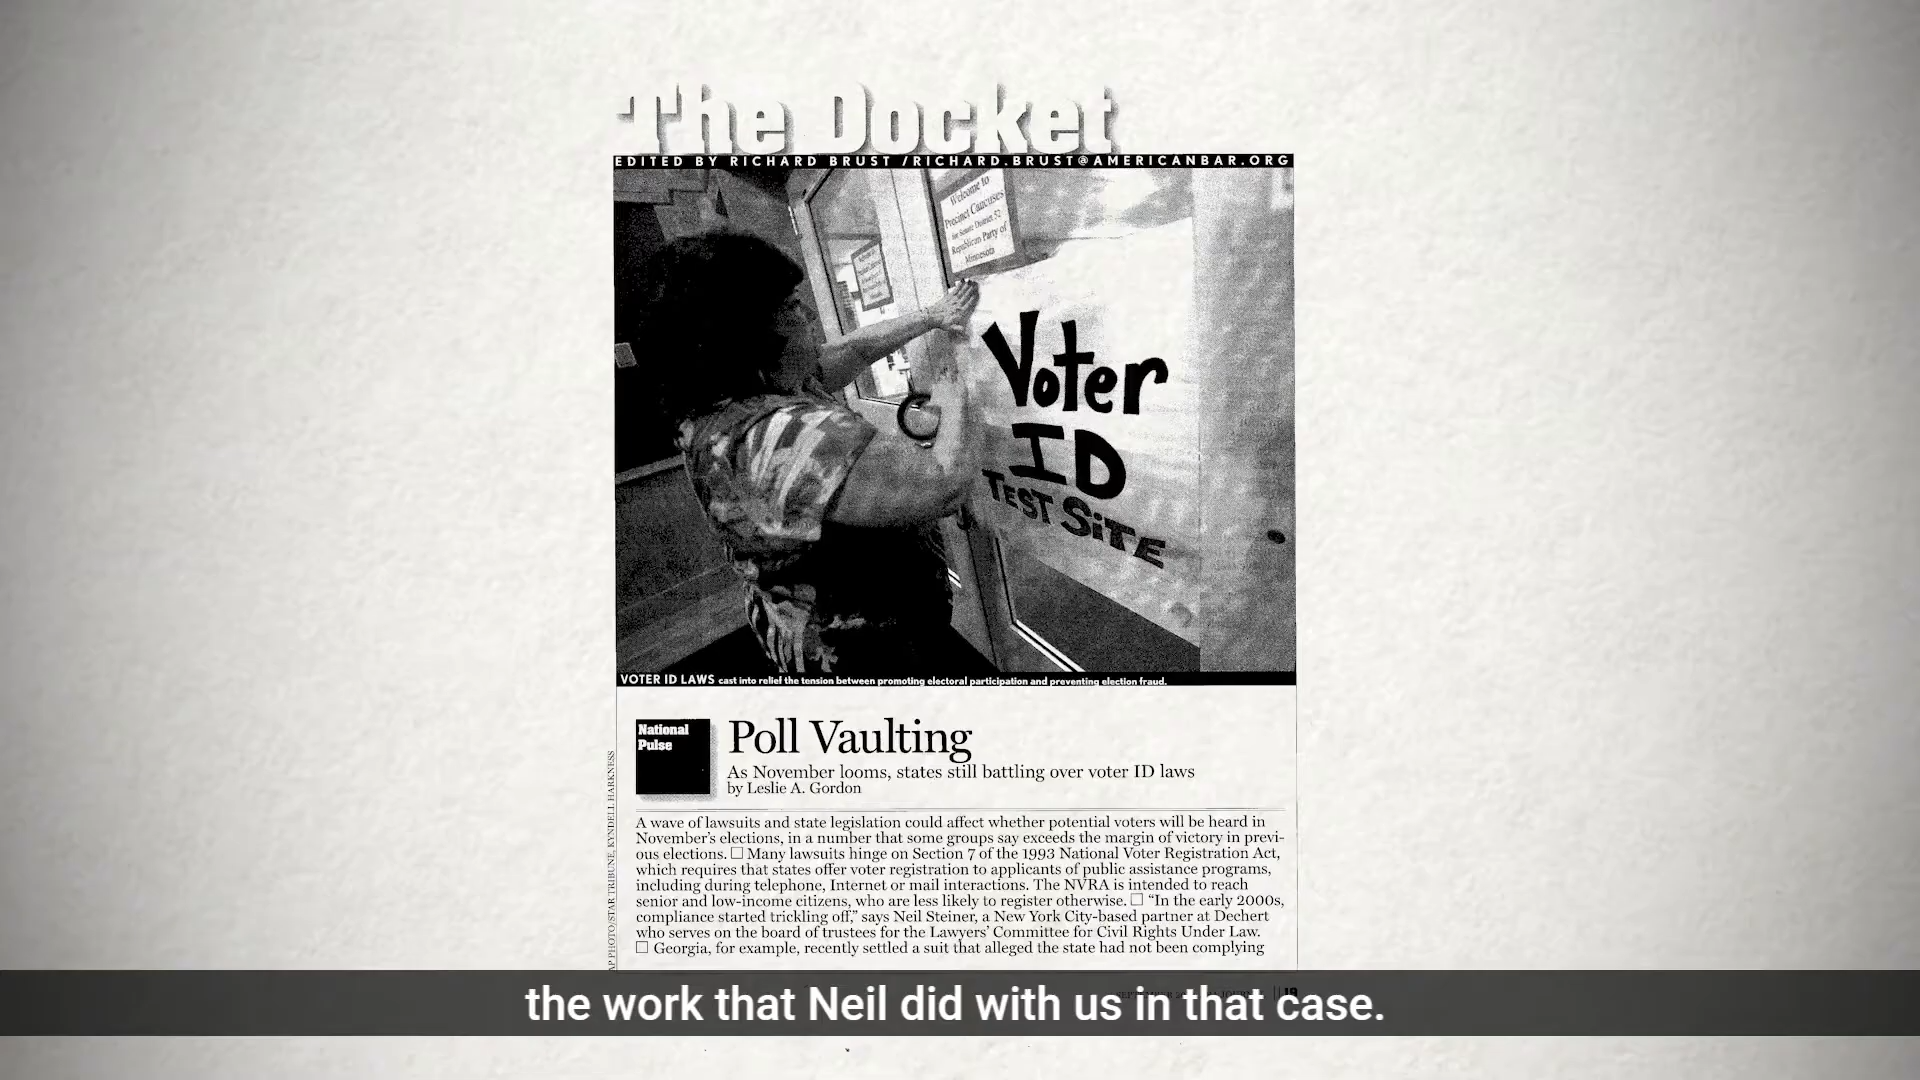 The Docket
EDITED BY RICHARD BRUST /RICHARD.BRUST@AMERICANBAR.ORG
Welcome to
Precinct Caucuses
for Senate District 52
Republican Party of
Minnesota
Voter
ID
TEST SiTE
VOTER ID LAWS cast into relief the tension between promoting electoral participation and preventing election fraud.
National
Pulse
Poll Vaulting
As November looms, states still battling over voter ID laws
by Leslie A. Gordon
AP PHOTO/STAR TRIBUNE, KYNDELL HARKNESS
A wave of lawsuits and state legislation could affect whether potential voters will be heard in
November's elections, in a number that some groups say exceeds the margin of victory in previ-
ous elections. □ Many lawsuits hinge on Section 7 of the 1993 National Voter Registration Act,
which requires that states offer voter registration to applicants of public assistance programs,
including during telephone, Internet or mail interactions. The NVRA is intended to reach
senior and low-income citizens, who are less likely to register otherwise. □ “In the early 2000s,
compliance started trickling off,” says Neil Steiner, a New York City-based partner at Dechert
who serves on the board of trustees for the Lawyers’ Committee for Civil Rights Under Law.
□ Georgia, for example, recently settled a suit that alleged the state had not been complying
the work that Neil did with us in that case.